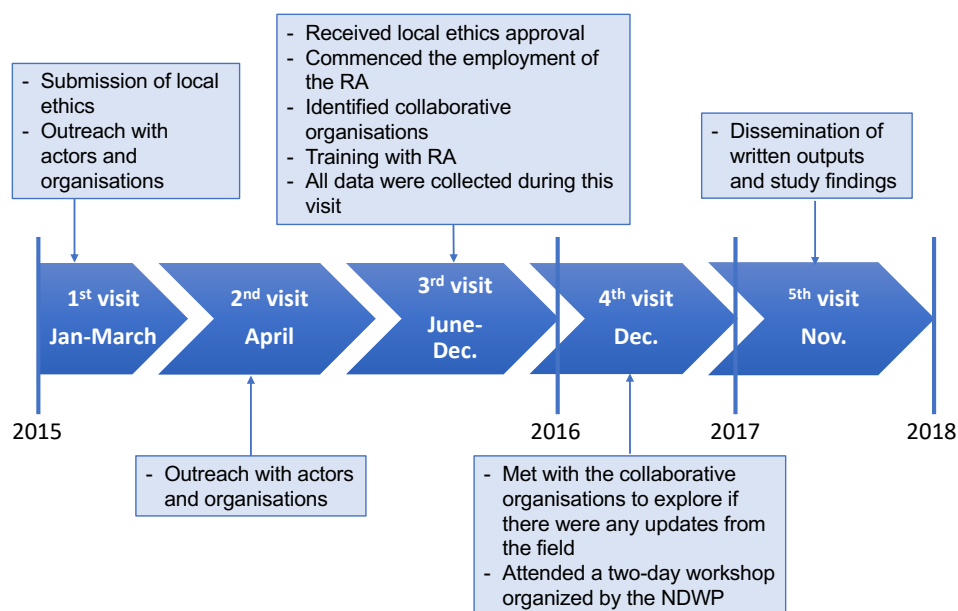 - Submission of local
ethics
- Outreach with
actors and
organisations
- Received local ethics approval
- Commenced the employment of
the RA
- Identified collaborative
organisations
- Training with RA
- All data were collected during this
visit
- Dissemination of
written outputs
and study findings
1st visit
Jan-March
2nd visit
April
3rd visit
June-
Dec.
4th visit
Dec.
5th visit
Nov.
2015
2016
2017
2018
- Outreach with actors
and organisations
- Met with the collaborative
organisations to explore if
there were any updates from
the field
- Attended a two-day workshop
organized by the NDWP